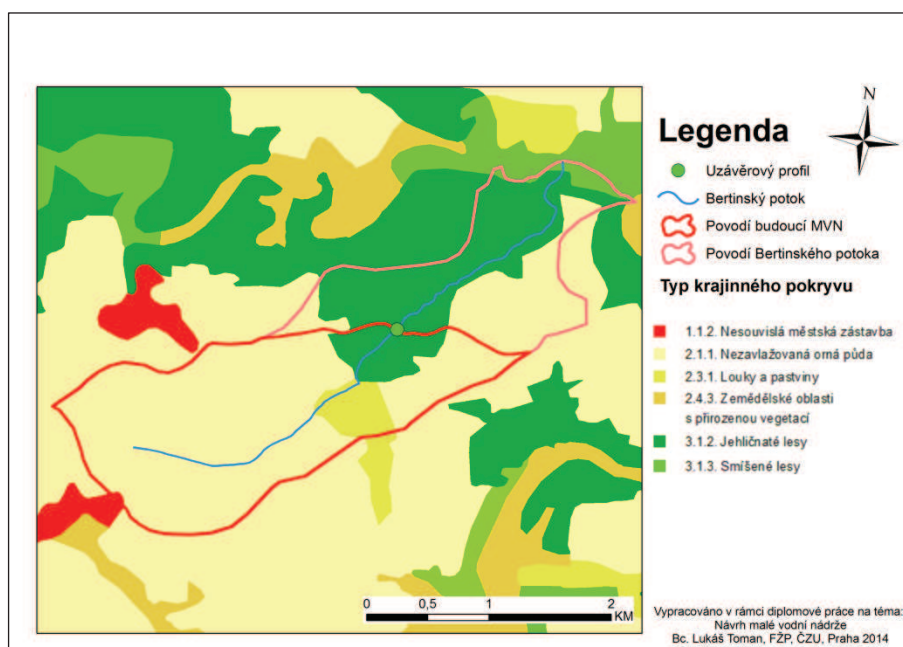 N
Legenda
Uzávěrový profil
Bertinský potok
Povodí budoucí MVN
Povodí Bertinského potoka
Typ krajinného pokryvu
1.1.2. Nesouvislá městská zástavba
2.1.1. Nezavlažovaná orná půda
2.3.1. Louky a pastviny
2.4.3. Zemědělské oblasti
s přirozenou vegetací
3.1.2. Jehličnaté lesy
3.1.3. Smíšené lesy
0 0,5 1 2
KM
Vypracováno v rámci diplomové práce na téma:
Návrh malé vodní nádrže
Bc. Lukáš Toman, FŽP, ČZU, Praha 2014